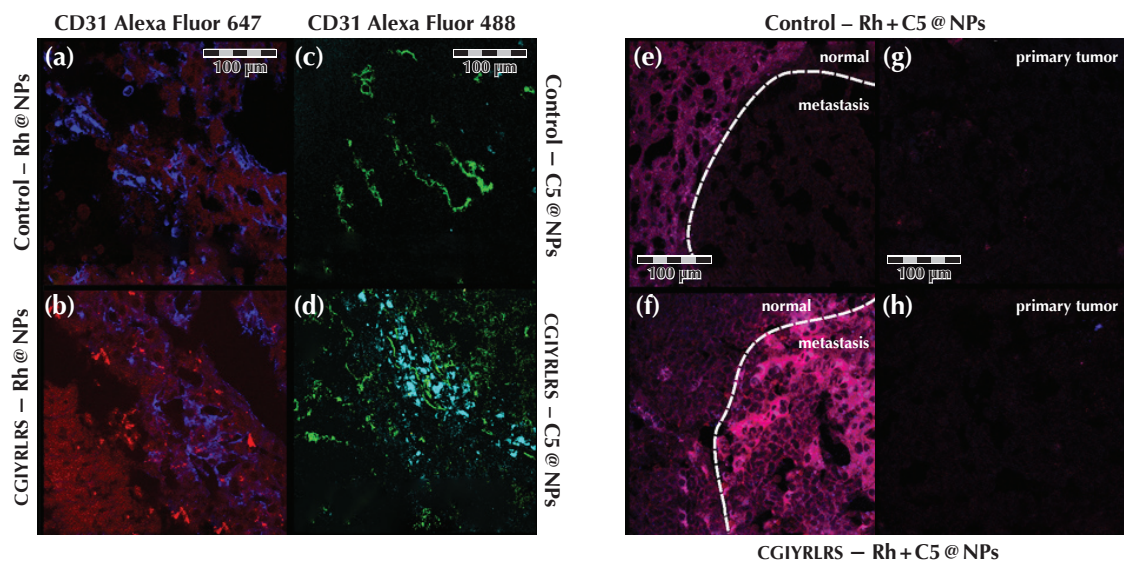 CD31 Alexa Fluor 647
CD31 Alexa Fluor 488
Control – Rh+C5@NPs
Control – Rh@NPs
(a)
100 µm
(c)
100 µm
Control – C5@NPs
(e)
normal
metastasis
100 µm
(g)
primary tumor
100 µm
CGIYRLRS – Rh@NPs
(b)
(d)
CGIYRLRS – C5@NPs
(f)
normal
metastasis
(h)
primary tumor
CGIYRLRS – Rh+C5@NPs